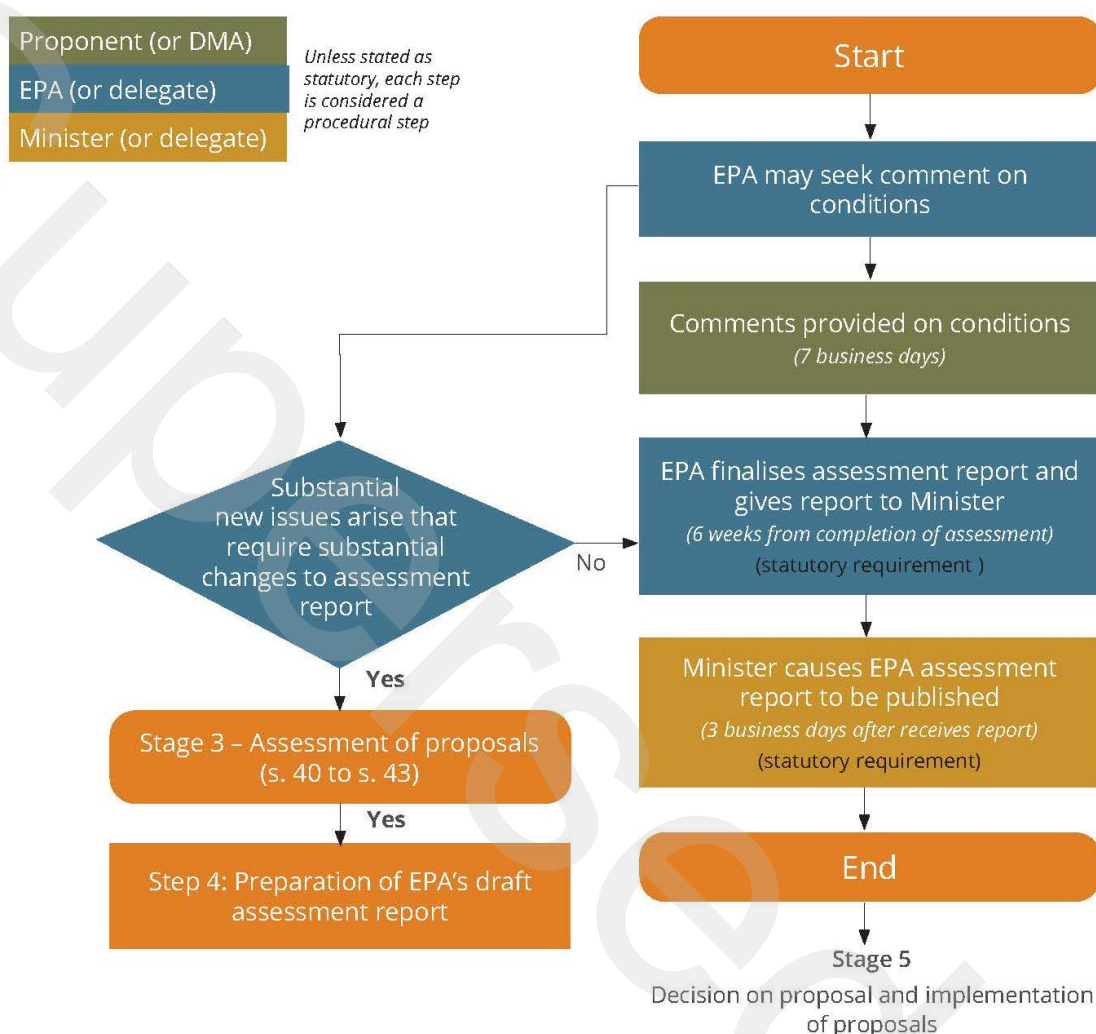 Proponent (or DMA)
EPA (or delegate)
Minister (or delegate)
Unless stated as
statutory, each step
is considered a
procedural step
Start
EPA may seek comment on
conditions
Comments provided on conditions
(7 business days)
EPA finalises assessment report and
gives report to Minister
(6 weeks from completion of assessment)
(statutory requirement )
Minister causes EPA assessment
report to be published
(3 business days after receives report)
(statutory requirement)
End
Stage 5
Decision on proposal and implementation
of proposals
Substantial
new issues arise that
require substantial
changes to assessment
report
No
Yes
Stage 3 – Assessment of proposals
(s. 40 to s. 43)
Yes
Step 4: Preparation of EPA's draft
assessment report